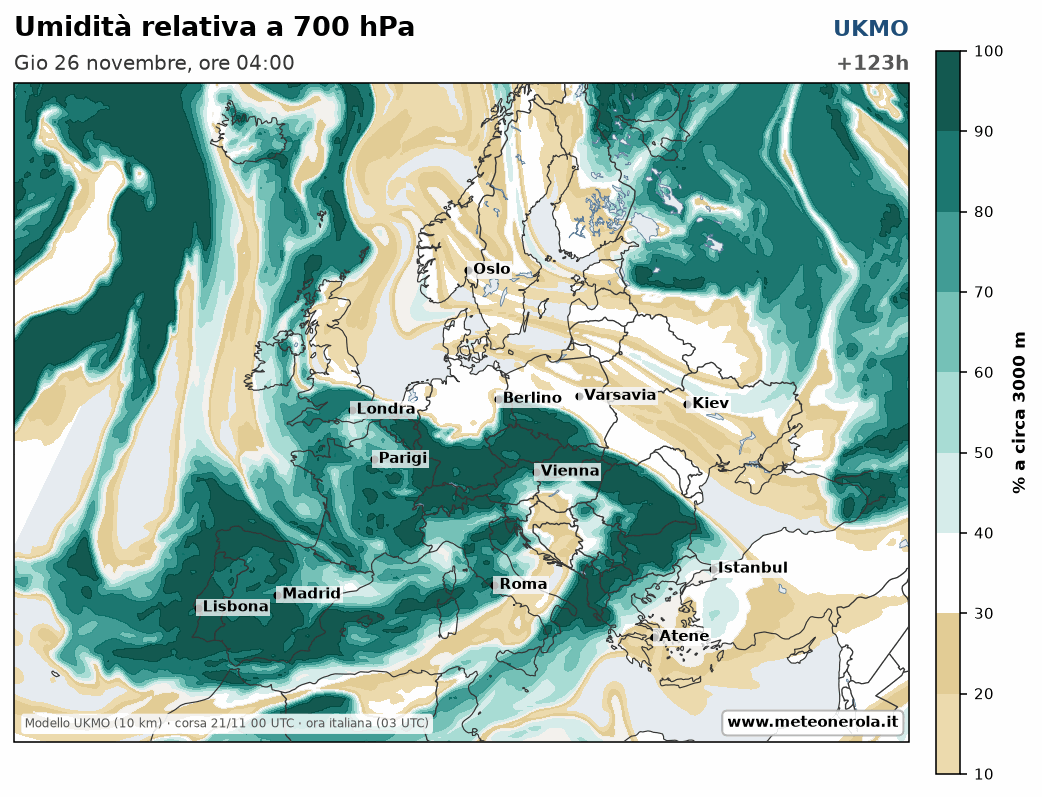 Umidità relativa a 700 hPa
UKMO
Gio 26 novembre, ore 04:00
+123h
100
90
80
70
60
50
40
30
20
10
% a circa 3000 m
Oslo
Londra
Berlino
Varsavia
Kiev
Parigi
Vienna
Istanbul
Roma
Madrid
Lisbona
Atene
Modello UKMO (10 km) · corsa 21/11 00 UTC · ora italiana (03 UTC)
www.meteonerola.it